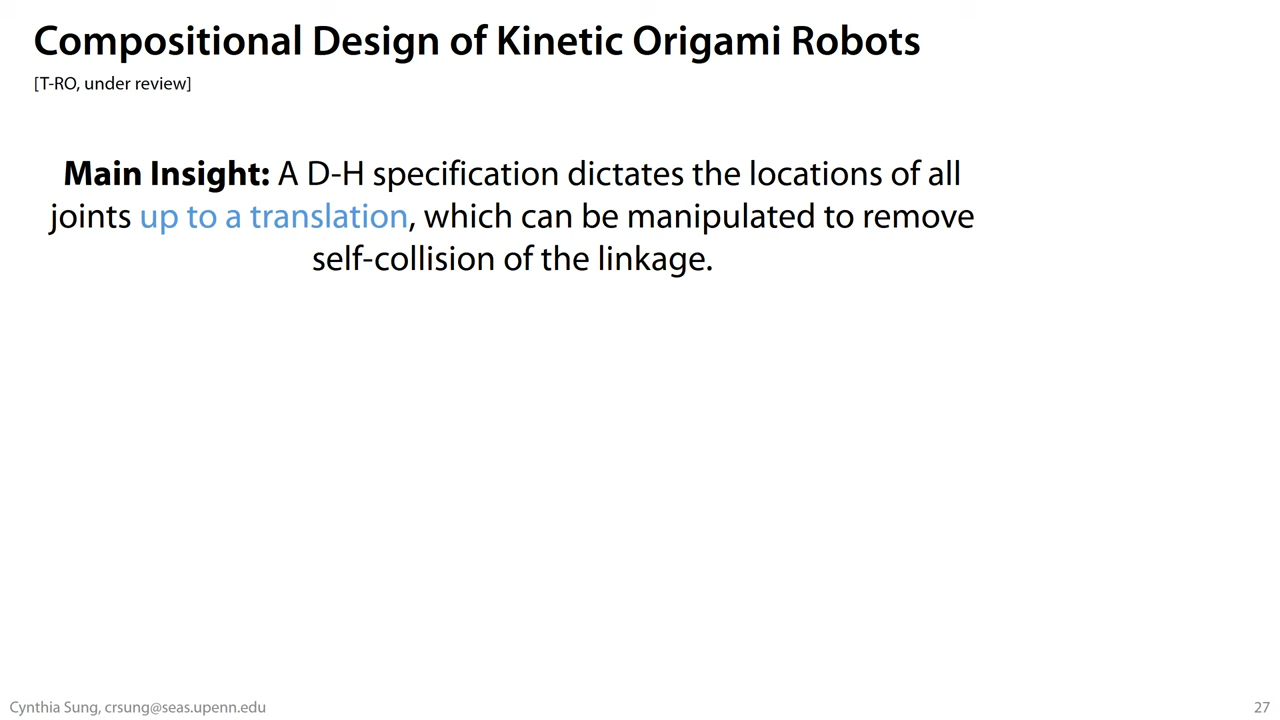 Compositional Design of Kinetic Origami Robots
[T-RO, under review]
Main Insight: A D-H specification dictates the locations of all
joints up to a translation, which can be manipulated to remove
self-collision of the linkage.
Cynthia Sung, crsung@seas.upenn.edu
27